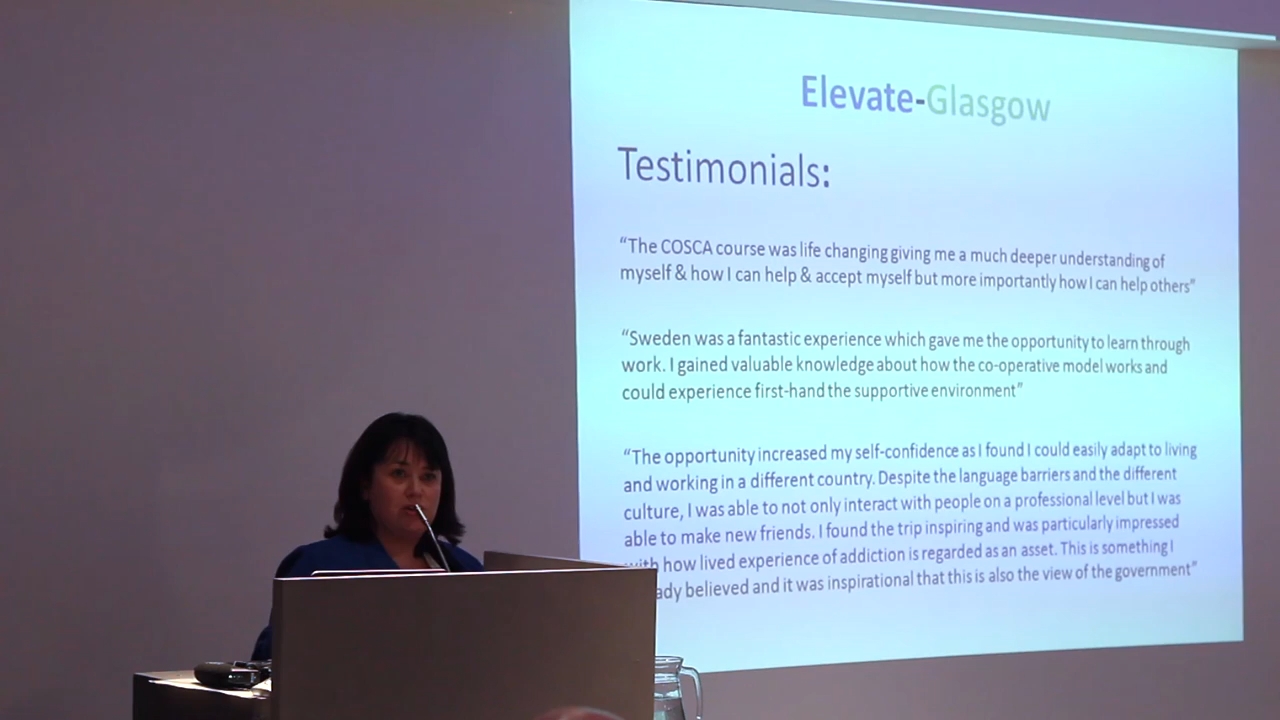 Elevate-Glasgow
Testimonials:
“The COSCA course was life changing giving me a much deeper understanding of
myself & how I can help & accept myself but more importantly how I can help others”
“Sweden was a fantastic experience which gave me the opportunity to learn through
work. I gained valuable knowledge about how the co-operative model works and
could experience first-hand the supportive environment”
“The opportunity increased my self-confidence as I found I could easily adapt to living
and working in a different country. Despite the language barriers and the different
culture, I was able to not only interact with people on a professional level but I was
able to make new friends. I found the trip inspiring and was particularly impressed
with how lived experience of addiction is regarded as an asset. This is something I
believed and it was inspirational that this is also the view of the government”